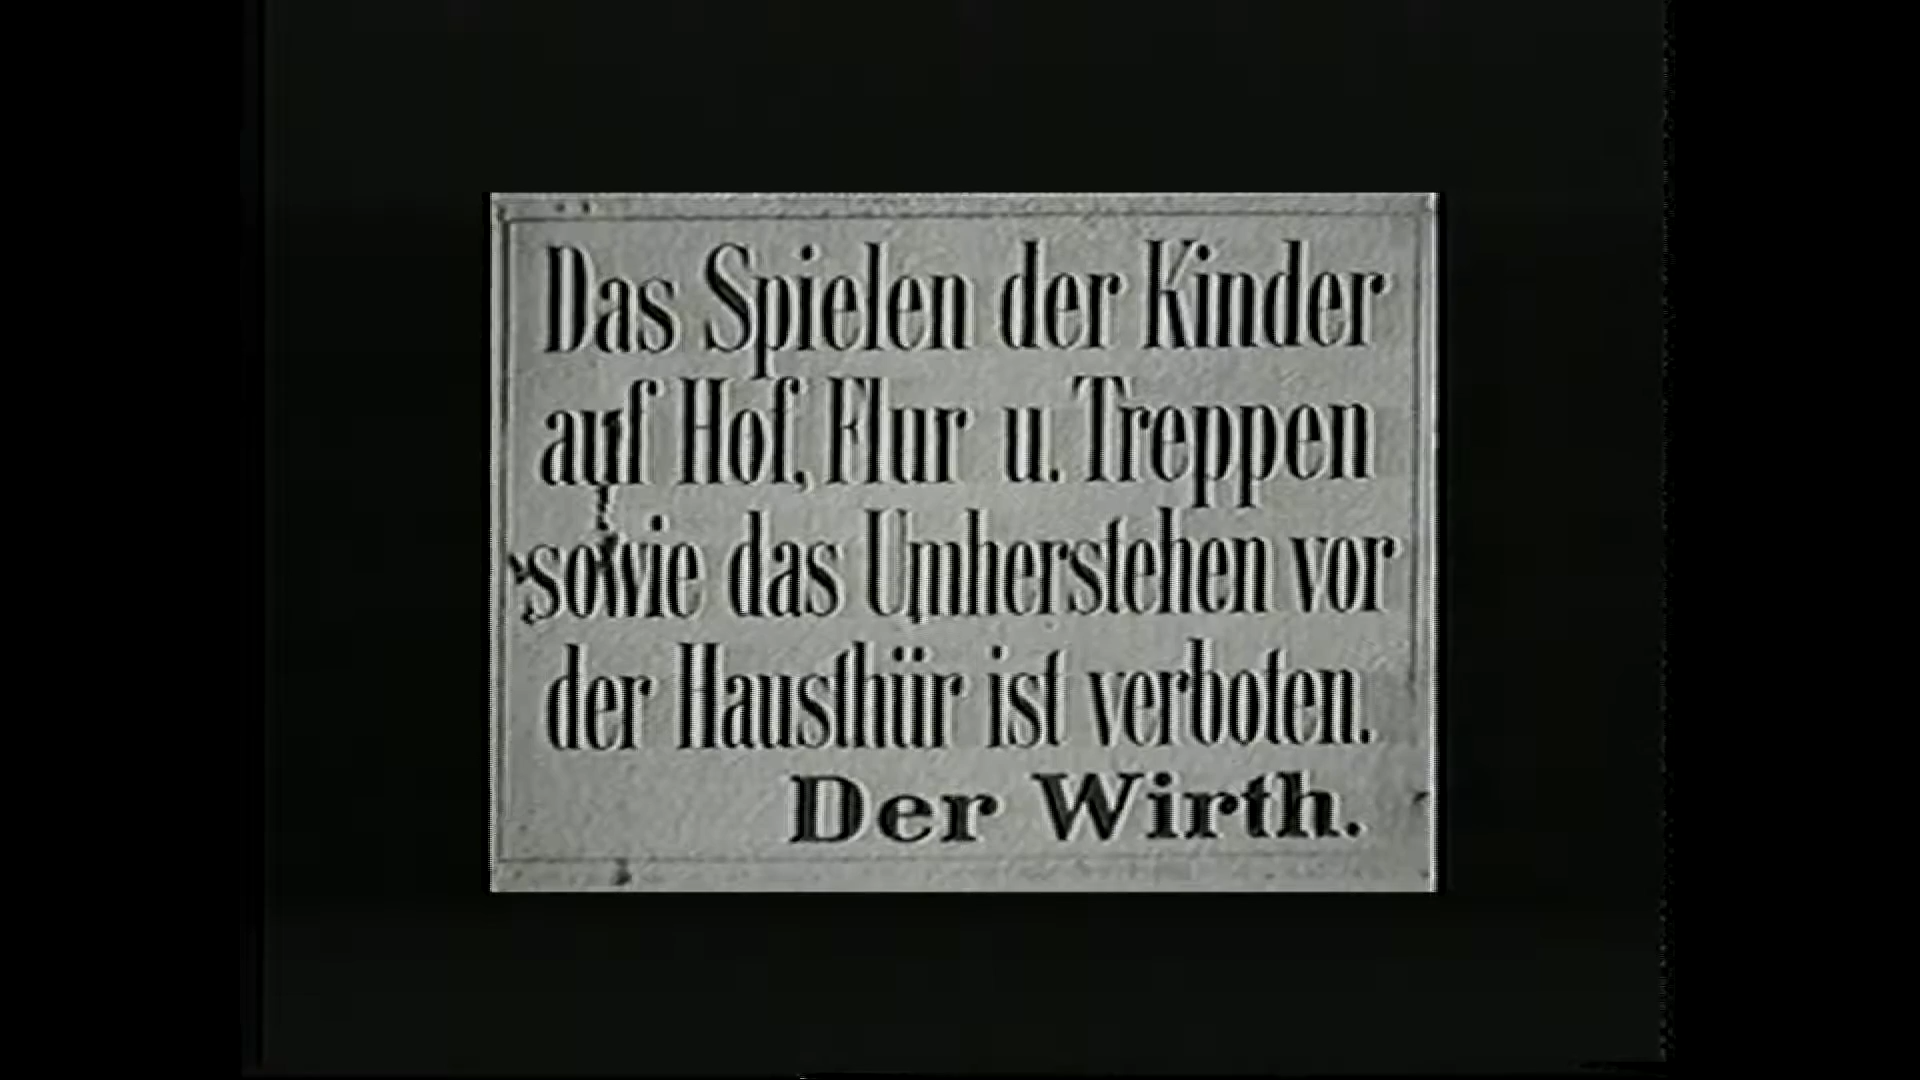 Das Spielen der Kinder
auf Hof, Flur u. Treppen
sowie das Umherstehen vor
der Hausthür ist verboten.
Der Wirth.